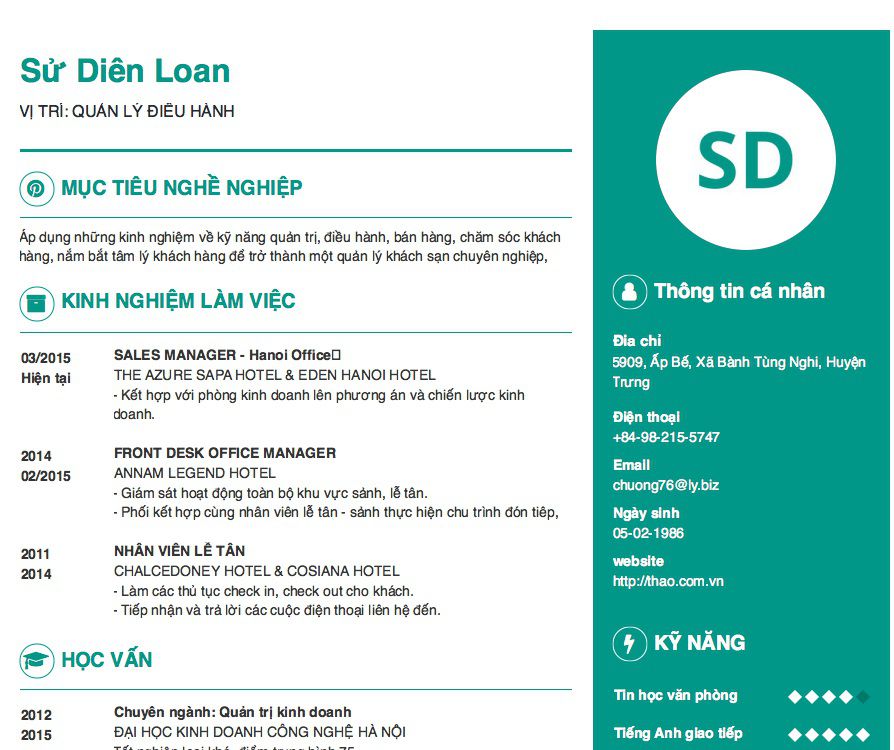 Sử Diên Loan
VỊ TRÍ: QUẢN LÝ ĐIỀU HÀNH
MỤC TIÊU NGHỀ NGHIỆP
Áp dụng những kinh nghiệm về kỹ năng quản trị, điều hành, bán hàng, chăm sóc khách
hàng, nắm bắt tâm lý khách hàng để trở thành một quản lý khách sạn chuyên nghiệp,
KINH NGHIỆM LÀM VIỆC
03/2015
Hiện tại
SALES MANAGER - Hanoi Office
THE AZURE SAPA HOTEL & EDEN HANOI HOTEL
- Kết hợp với phòng kinh doanh lên phương án và chiến lược kinh
doanh.
2014
02/2015
FRONT DESK OFFICE MANAGER
ANNAM LEGEND HOTEL
- Giám sát hoạt động toàn bộ khu vực sảnh, lễ tân.
- Phối kết hợp cùng nhân viên lễ tân - sảnh thực hiện chu trình đón tiếp,
2011
2014
NHÂN VIÊN LỄ TÂN
CHALCEDONEY HOTEL & COSIANA HOTEL
- Làm các thủ tục check in, check out cho khách.
- Tiếp nhận và trả lời các cuộc điện thoại liên hệ đến.
HỌC VẤN
2012
2015
Chuyên ngành: Quản trị kinh doanh
ĐẠI HỌC KINH DOANH CÔNG NGHỆ HÀ NỘI
SD
Thông tin cá nhân
Địa chỉ
5909, Ấp Bế, Xã Bành Tùng Nghi, Huyện
Trưng
Điện thoại
+84-98-215-5747
Email
chuong76@ly.biz
Ngày sinh
05-02-1986
website
http://thao.com.vn
KỸ NĂNG
Tin học văn phòng
Tiếng Anh giao tiếp